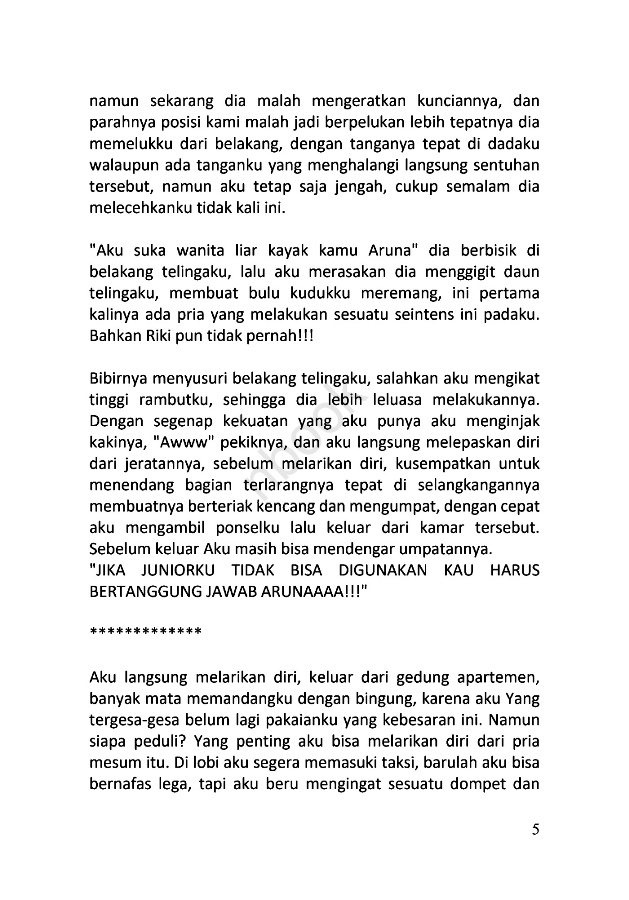 namun sekarang dia malah mengeratkan kunciannya, dan
parahnya posisi kami malah jadi berpelukan lebih tepatnya dia
memelukku dari belakang, dengan tanganya tepat di dadaku
walaupun ada tanganku yang menghalangi langsung sentuhan
tersebut, namun aku tetap saja jengah, cukup semalam dia
melecehkanku tidak kali ini.
"Aku suka wanita liar kayak kamu Aruna" dia berbisik di
belakang telingaku, lalu aku merasakan dia menggigit daun
telingaku, membuat bulu kudukku meremang, ini pertama
kalinya ada pria yang melakukan sesuatu seintens ini padaku.
Bahkan Riki pun tidak pernah!!!
Bibirnya menyusuri belakang telingaku, salahkan aku mengikat
tinggi rambutku, sehingga dia lebih leluasa melakukannya.
Dengan segenap kekuatan yang aku punya aku menginjak
kakinya, "Awww" pekiknya, dan aku langsung melepaskan diri
dari jeratannya, sebelum melarikan diri, kusempatkan untuk
menendang bagian terlarangnya tepat di selangkangannya
membuatnya berteriak kencang dan mengumpat, dengan cepat
aku mengambil ponselku lalu keluar dari kamar tersebut.
Sebelum keluar Aku masih bisa mendengar umpatannya.
"JIKA JUNIORKU TIDAK BISA DIGUNAKAN KAU HARUS
BERTANGGUNG JAWAB ARUNAAAA!!!"
*************
Aku langsung melarikan diri, keluar dari gedung apartemen,
banyak mata memandangku dengan bingung, karena aku Yang
tergesa-gesa belum lagi pakaianku yang kebesaran ini. Namun
siapa peduli? Yang penting aku bisa melarikan diri dari pria
mesum itu. Di lobi aku segera memasuki taksi, barulah aku bisa
bernafas lega, tapi aku beru mengingat sesuatu dompet dan
5